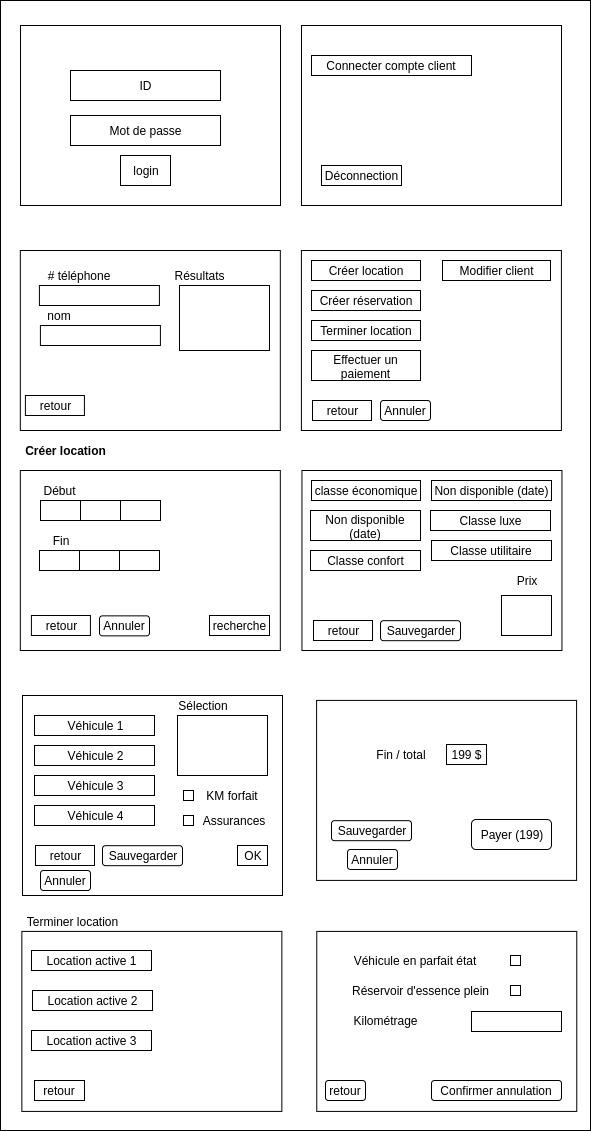 ID
Mot de passe
login
Connecter compte client
Déconnection
# téléphone
nom
Résultats
retour
Créer location
Modifier client
Créer réservation
Terminer location
Effectuer un
paiement
retour
Annuler
Créer location
Début
Fin
retour
Annuler
recherche
classe économique
Non disponible (date)
Non disponible
(date)
Classe luxe
Classe confort
Classe utilitaire
Prix
retour
Sauvegarder
Sélection
Véhicule 1
Véhicule 2
Véhicule 3
Véhicule 4
KM forfait
Assurances
retour
Sauvegarder
OK
Annuler
Fin / total
199 $
Sauvegarder
Payer (199)
Annuler
Terminer location
Location active 1
Location active 2
Location active 3
retour
Véhicule en parfait état
Réservoir d'essence plein
Kilométrage
retour
Confirmer annulation